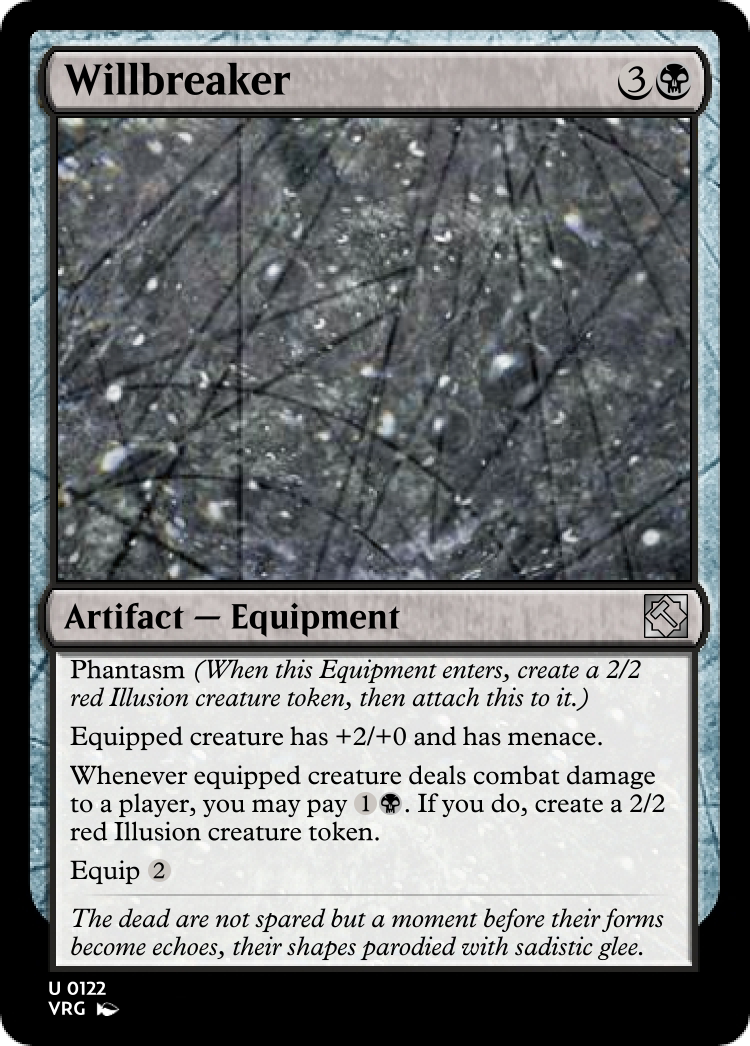 Willbreaker 3
Artifact — Equipment
Phantasm (When this Equipment enters, create a 2/2
red Illusion creature token, then attach this to it.)
Equipped creature has +2/+0 and has menace.
Whenever equipped creature deals combat damage
to a player, you may pay 1. If you do, create a 2/2
red Illusion creature token.
Equip 2
The dead are not spared but a moment before their forms
become echoes, their shapes parodied with sadistic glee.
U 0122
VRG